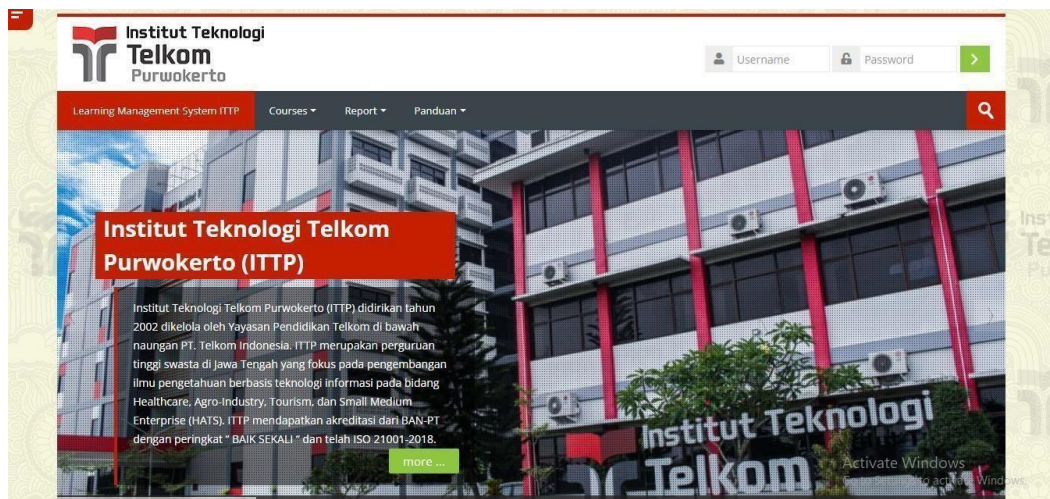 Institut Teknologi
Telkom
Purwokerto
Username
Password
Learning Management System ITTP
Courses
Report
Panduan
Institut Teknologi Telkom
Purwokerto (ITTP)
Institut Teknologi Telkom Purwokerto (ITTP) didirikan tahun
2002 dikelola oleh Yayasan Pendidikan Telkom di bawah
naungan PT. Telkom Indonesia. ITTP merupakan perguruan
tinggi swasta di Jawa Tengah yang fokus pada pengembangan
ilmu pengetahuan berbasis teknologi informasi pada bidang
Healthcare, Agro-Industry, Tourism, dan Small Medium
Enterprise (HATS). ITTP mendapatkan akreditasi dari BAN-PT
dengan peringkat " BAIK SEKALI " dan telah ISO 21001-2018.
more ...
Institut Teknologi
Telkom
Activate Windows